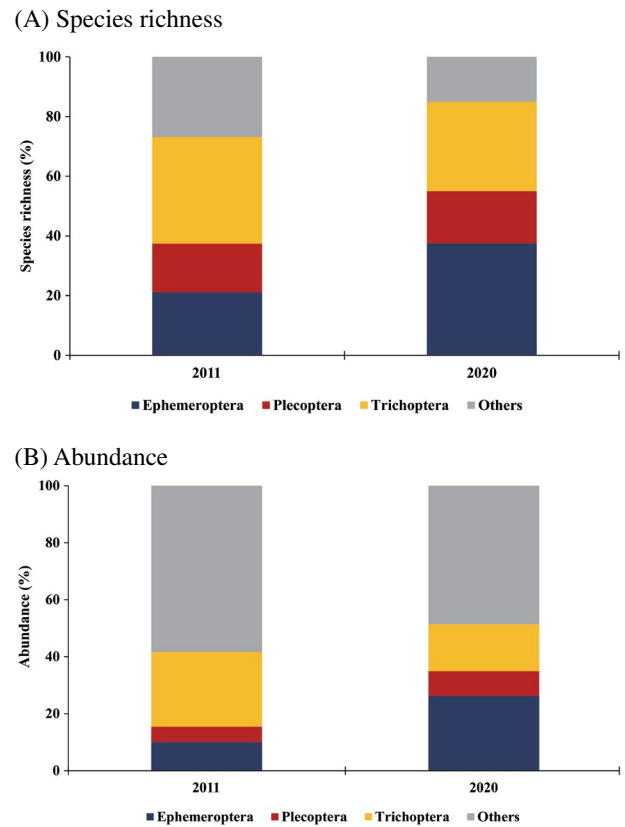 (A) Species richness
100
80
60
40
20
0
Species richness (%)
2011 2020
Ephemeroptera Plecoptera Trichoptera Others
(B) Abundance
100
80
60
40
20
0
Abundance (%)
2011 2020
Ephemeroptera Plecoptera Trichoptera Others